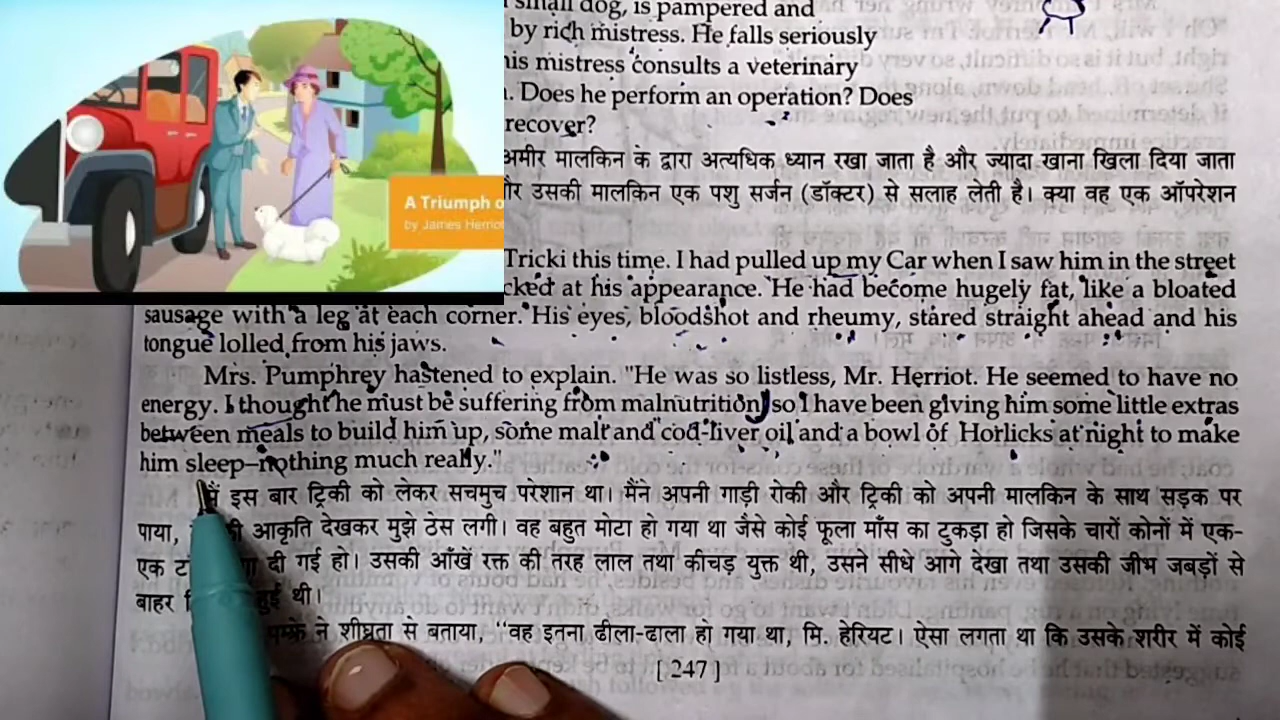 small dog, is pampered and
by rich mistress. He falls seriously
his mistress consults a veterinary
. Does he perform an operation? Does
recover?
अमीर मालकिन के द्वारा अत्यधिक ध्यान रखा जाता है और ज्यादा खाना खिला दिया जाता
और उसकी मालकिन एक पशु सर्जन (डॉक्टर) से सलाह लेती है। क्या वह एक ऑपरेशन
A Triumph o
by James Herriot
Tricki this time. I had pulled up my Car when I saw him in the street
cked at his appearance. He had become hugely fat, like a bloated
sausage with a leg at each corner. His eyes, bloodshot and rheumy, stared straight ahead and his
tongue lolled from his jaws.
Mrs. Pumphrey hastened to explain. "He was so listless, Mr. Herriot. He seemed to have no
energy. I thought he must be suffering from malnutrition, so I have been giving him some little extras
between meals to build him up, some malt and cod-liver oil and a bowl of Horlicks at night to make
him sleep–nothing much really."
मैं इस बार ट्रिकी को लेकर सचमुच परेशान था। मैंने अपनी गाड़ी रोकी और ट्रिकी को अपनी मालकिन के साथ सड़क पर
पाया, की आकृति देखकर मुझे ठेस लगी। वह बहुत मोटा हो गया था जैसे कोई फूला माँस का टुकड़ा हो जिसके चारों कोनों में एक-
एक दी गई हो। उसकी आँखें रक्त की तरह लाल तथा कीचड़ युक्त थी, उसने सीधे आगे देखा तथा उसकी जीभ जबड़ों से
बाहर हुई थी।
ने शीघ्रता से बताया, "वह इतना ढीला-ढाला हो गया था, मि. हेरियट। ऐसा लगता था कि उसके शरीर में कोई
[ 247 ]